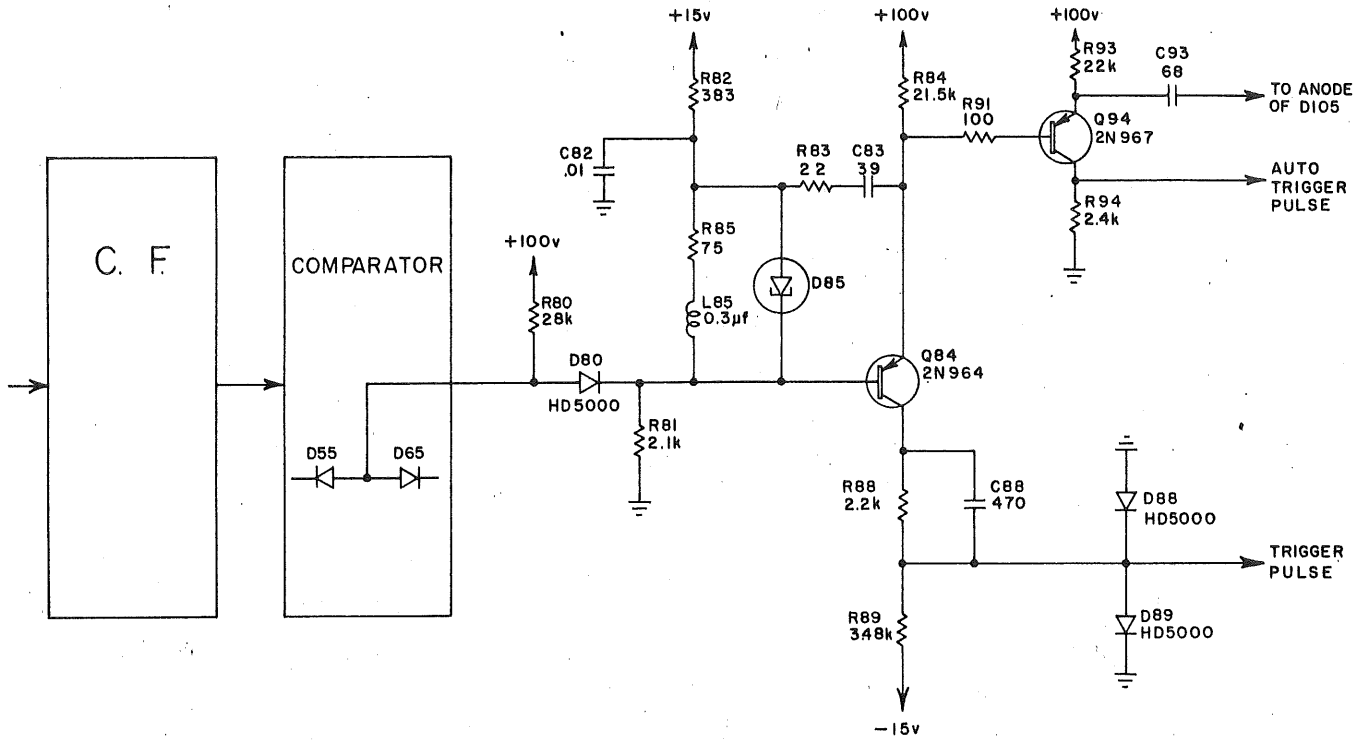 +15v
+100v
+100v
R82
383
R84
21.5k
R93
22k
C93
68
TO ANODE
OF D105
R91
100
Q94
2N967
C82
.01
R83
22
C83
39
AUTO
TRIGGER
PULSE
R94
2.4k
R85
75
C. F.
COMPARATOR
+100v
D85
R80
28k
L85
0.3µf
D80
HD5000
Q84
2N964
R81
2.1k
D55
D65
R88
2.2k
C88
470
D88
HD5000
TRIGGER
PULSE
R89
348k
D89
HD5000
-15v